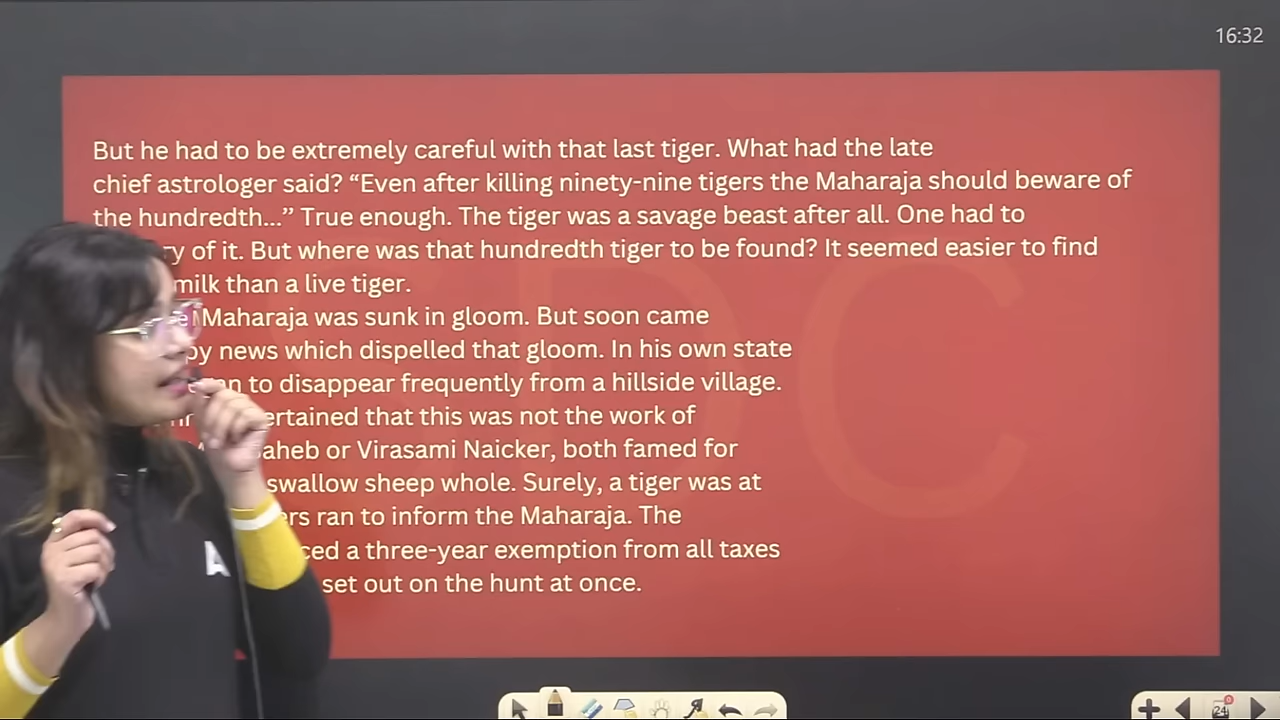 16:32
But he had to be extremely careful with that last tiger. What had the late
chief astrologer said? “Even after killing ninety-nine tigers the Maharaja should beware of
the hundredth...” True enough. The tiger was a savage beast after all. One had to
of it. But where was that hundredth tiger to be found? It seemed easier to find
milk than a live tiger.
Maharaja was sunk in gloom. But soon came
news which dispelled that gloom. In his own state
to disappear frequently from a hillside village.
that this was not the work of
or Virasami Naicker, both famed for
swallow sheep whole. Surely, a tiger was at
ran to inform the Maharaja. The
a three-year exemption from all taxes
set out on the hunt at once.
24